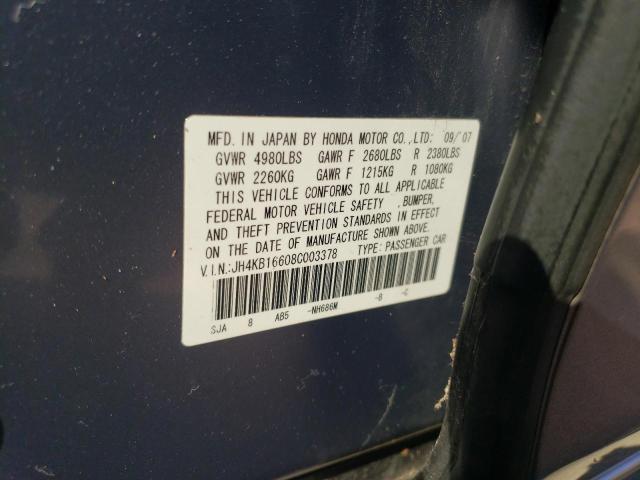 MFD. IN JAPAN BY HONDA MOTOR CO.,LTD: 09/'07
GVWR 4980LBS GAWR F 2680LBS R 2380LBS
GVWR 2260KG GAWR F 1215KG R 1080KG
THIS VEHICLE CONFORMS TO ALL APPLICABLE
FEDERAL MOTOR VEHICLE SAFETY ,BUMPER,
AND THEFT PREVENTION STANDARDS IN EFFECT
ON THE DATE OF MANUFACTURE SHOWN ABOVE.
V.I.N.:JH4KB16608C003378 TYPE: PASSENGER CAR
SJA 8 AB5 -NH686M -8 -C